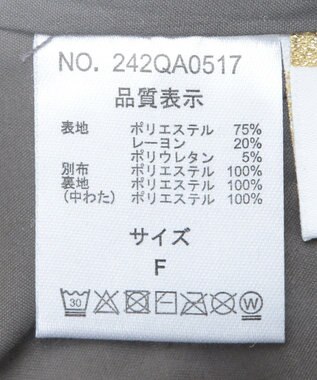 NO. 242QA0517
品質表示
表地 ポリエステル 75%
レーヨン 20%
ポリウレタン 5%
別布 ポリエステル 100%
裏地 ポリエステル 100%
(中わた) ポリエステル 100%
サイズ
F
30 W